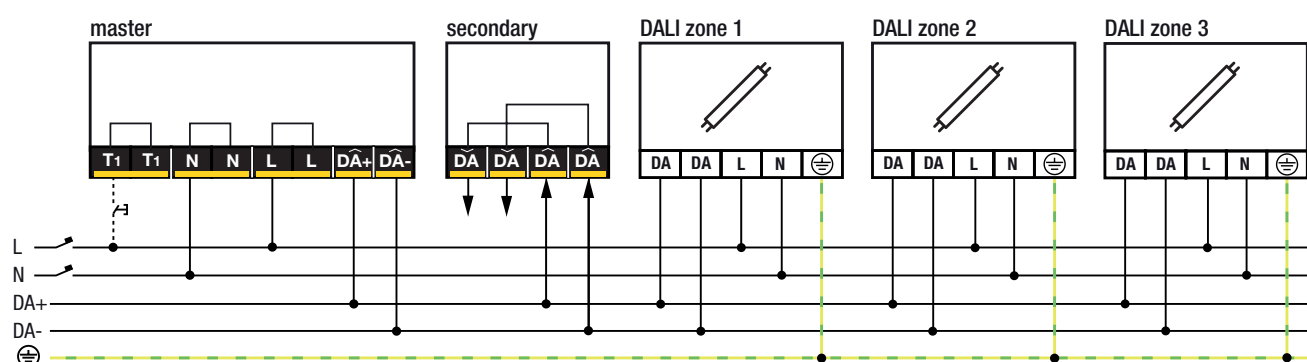 master secondary DALI zone 1 DALI zone 2 DALI zone 3
T1 T1 N N L L DA+ DA- DA DA DA DA DA DA L N DA DA L N DA DA L N
L
N
DA+
DA-